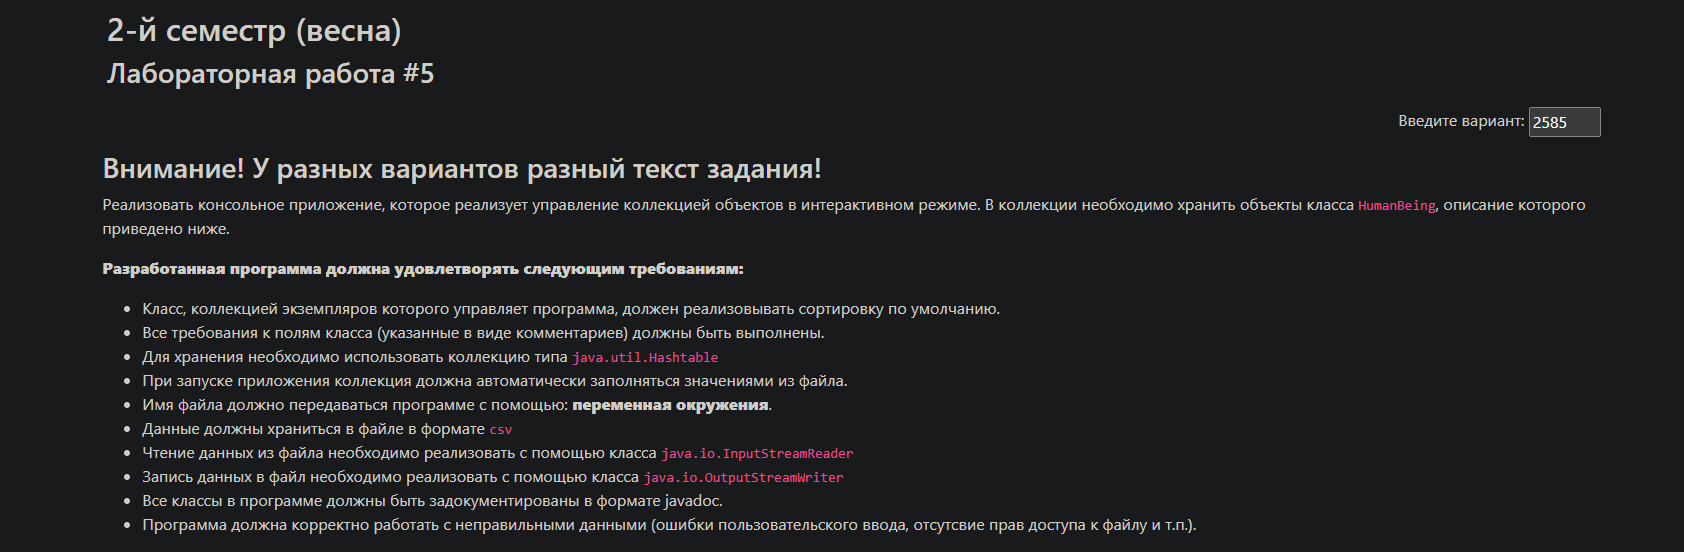 2-й семестр (весна)
Лабораторная работа #5
Введите вариант: 2585
Внимание! У разных вариантов разный текст задания!
Реализовать консольное приложение, которое реализует управление коллекцией объектов в интерактивном режиме. В коллекции необходимо хранить объекты класса HumanBeing, описание которого
приведено ниже.
Разработанная программа должна удовлетворять следующим требованиям:
• Класс, коллекцией экземпляров которого управляет программа, должен реализовывать сортировку по умолчанию.
• Все требования к полям класса (указанные в виде комментариев) должны быть выполнены.
• Для хранения необходимо использовать коллекцию типа java.util.Hashtable
• При запуске приложения коллекция должна автоматически заполняться значениями из файла.
• Имя файла должно передаваться программе с помощью: переменная окружения.
• Данные должны храниться в файле в формате csv
• Чтение данных из файла необходимо реализовать с помощью класса java.io.InputStreamReader
• Запись данных в файл необходимо реализовать с помощью класса java.io.OutputStreamWriter
• Все классы в программе должны быть задокументированы в формате javadoc.
• Программа должна корректно работать с неправильными данными (ошибки пользовательского ввода, отсутсвие прав доступа к файлу и т.п.).